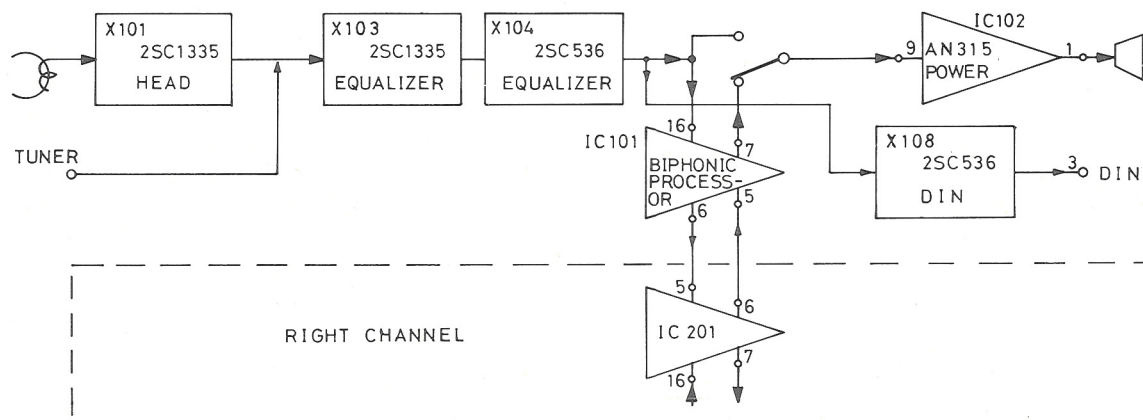 X101
2SC1335
HEAD
X103
2SC1335
EQUALIZER
X104
2SC536
EQUALIZER
IC102
9
AN315
POWER
1
TUNER
IC101
16
7
BIPHONIC
PROCESS-
OR
6
5
X108
2SC536
DIN
3
DIN
RIGHT CHANNEL
5
6
IC 201
7
16